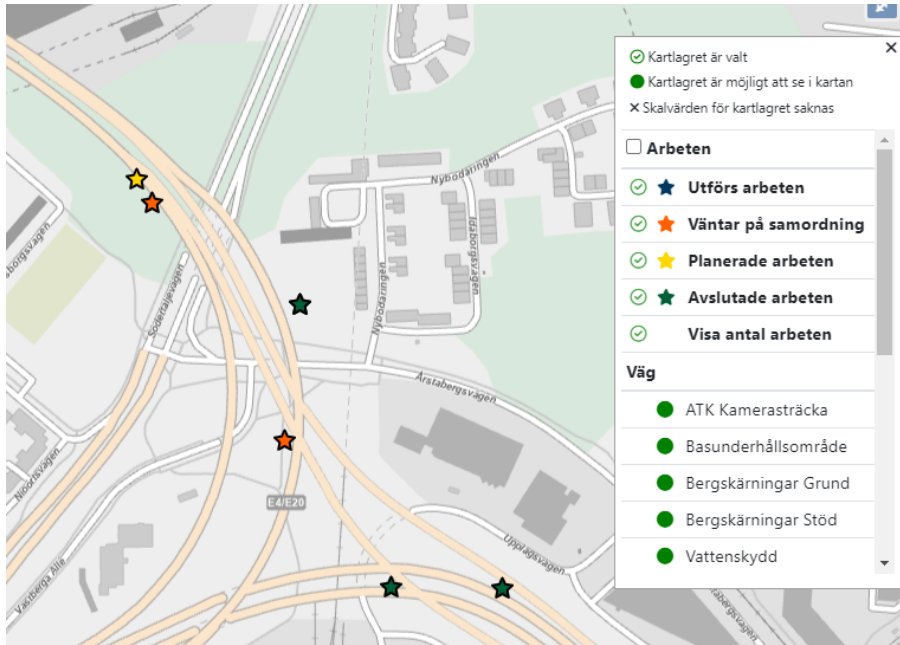 Kartlagret är valt
Kartlagret är möjligt att se i kartan
Skalvärden för kartlagret saknas
Arbeten
Utförs arbeten
Väntar på samordning
Planerade arbeten
Avslutade arbeten
Visa antal arbeten
Väg
ATK Kamerasträcka
Basunderhållsområde
Bergskärningar Grund
Bergskärningar Stöd
Vattenskydd
Nybodaringen
Idaborgsvägen
Nybodaringen
Södertäljevägen
Årstabergsvägen
E4/E20
Upplagsvägen
Västberga Allé